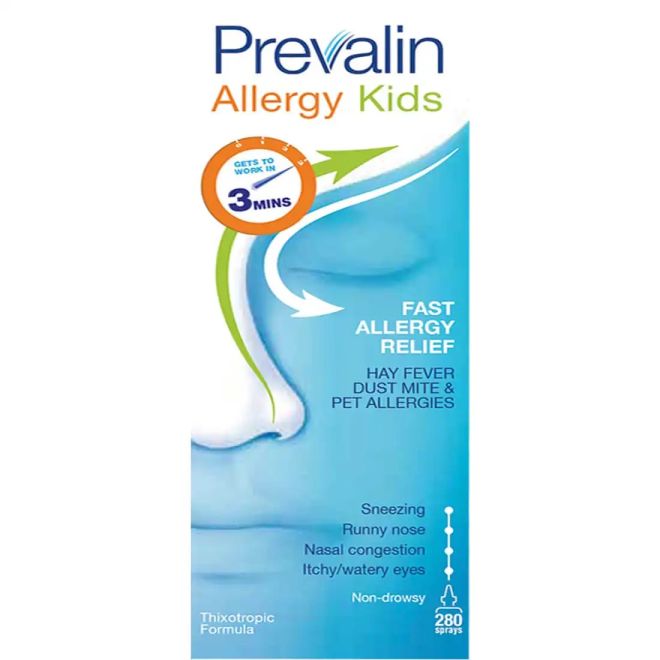 Prevalin
Allergy Kids
GETS TO
WORK IN
3 MINS
FAST
ALLERGY
RELIEF
HAY FEVER
DUST MITE &
PET ALLERGIES
Sneezing
Runny nose
Nasal congestion
Itchy/watery eyes
Non-drowsy
280
sprays
Thixotropic
Formula